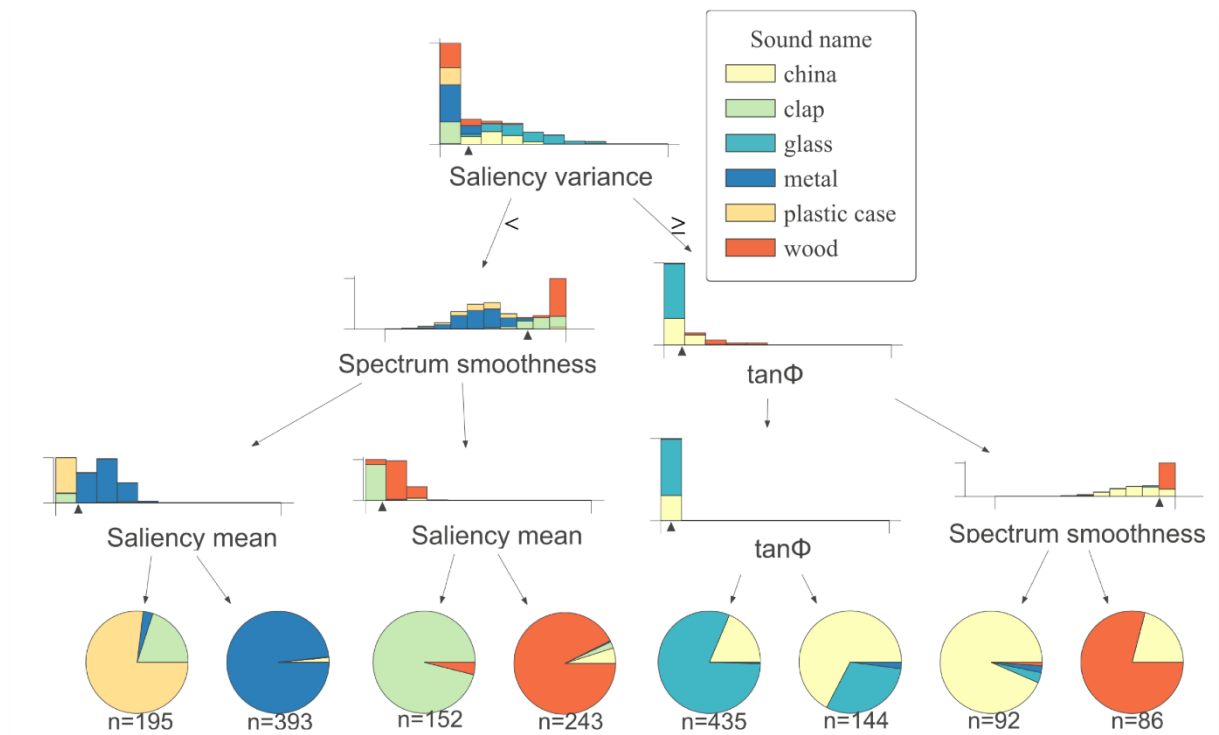 Sound name
china
clap
glass
metal
plastic case
wood
Saliency variance
<
≥
Spectrum smoothness
tanΦ
Saliency mean
Saliency mean
tanΦ
Spectrum smoothness
n=195
n=393
n=152
n=243
n=435
n=144
n=92
n=86